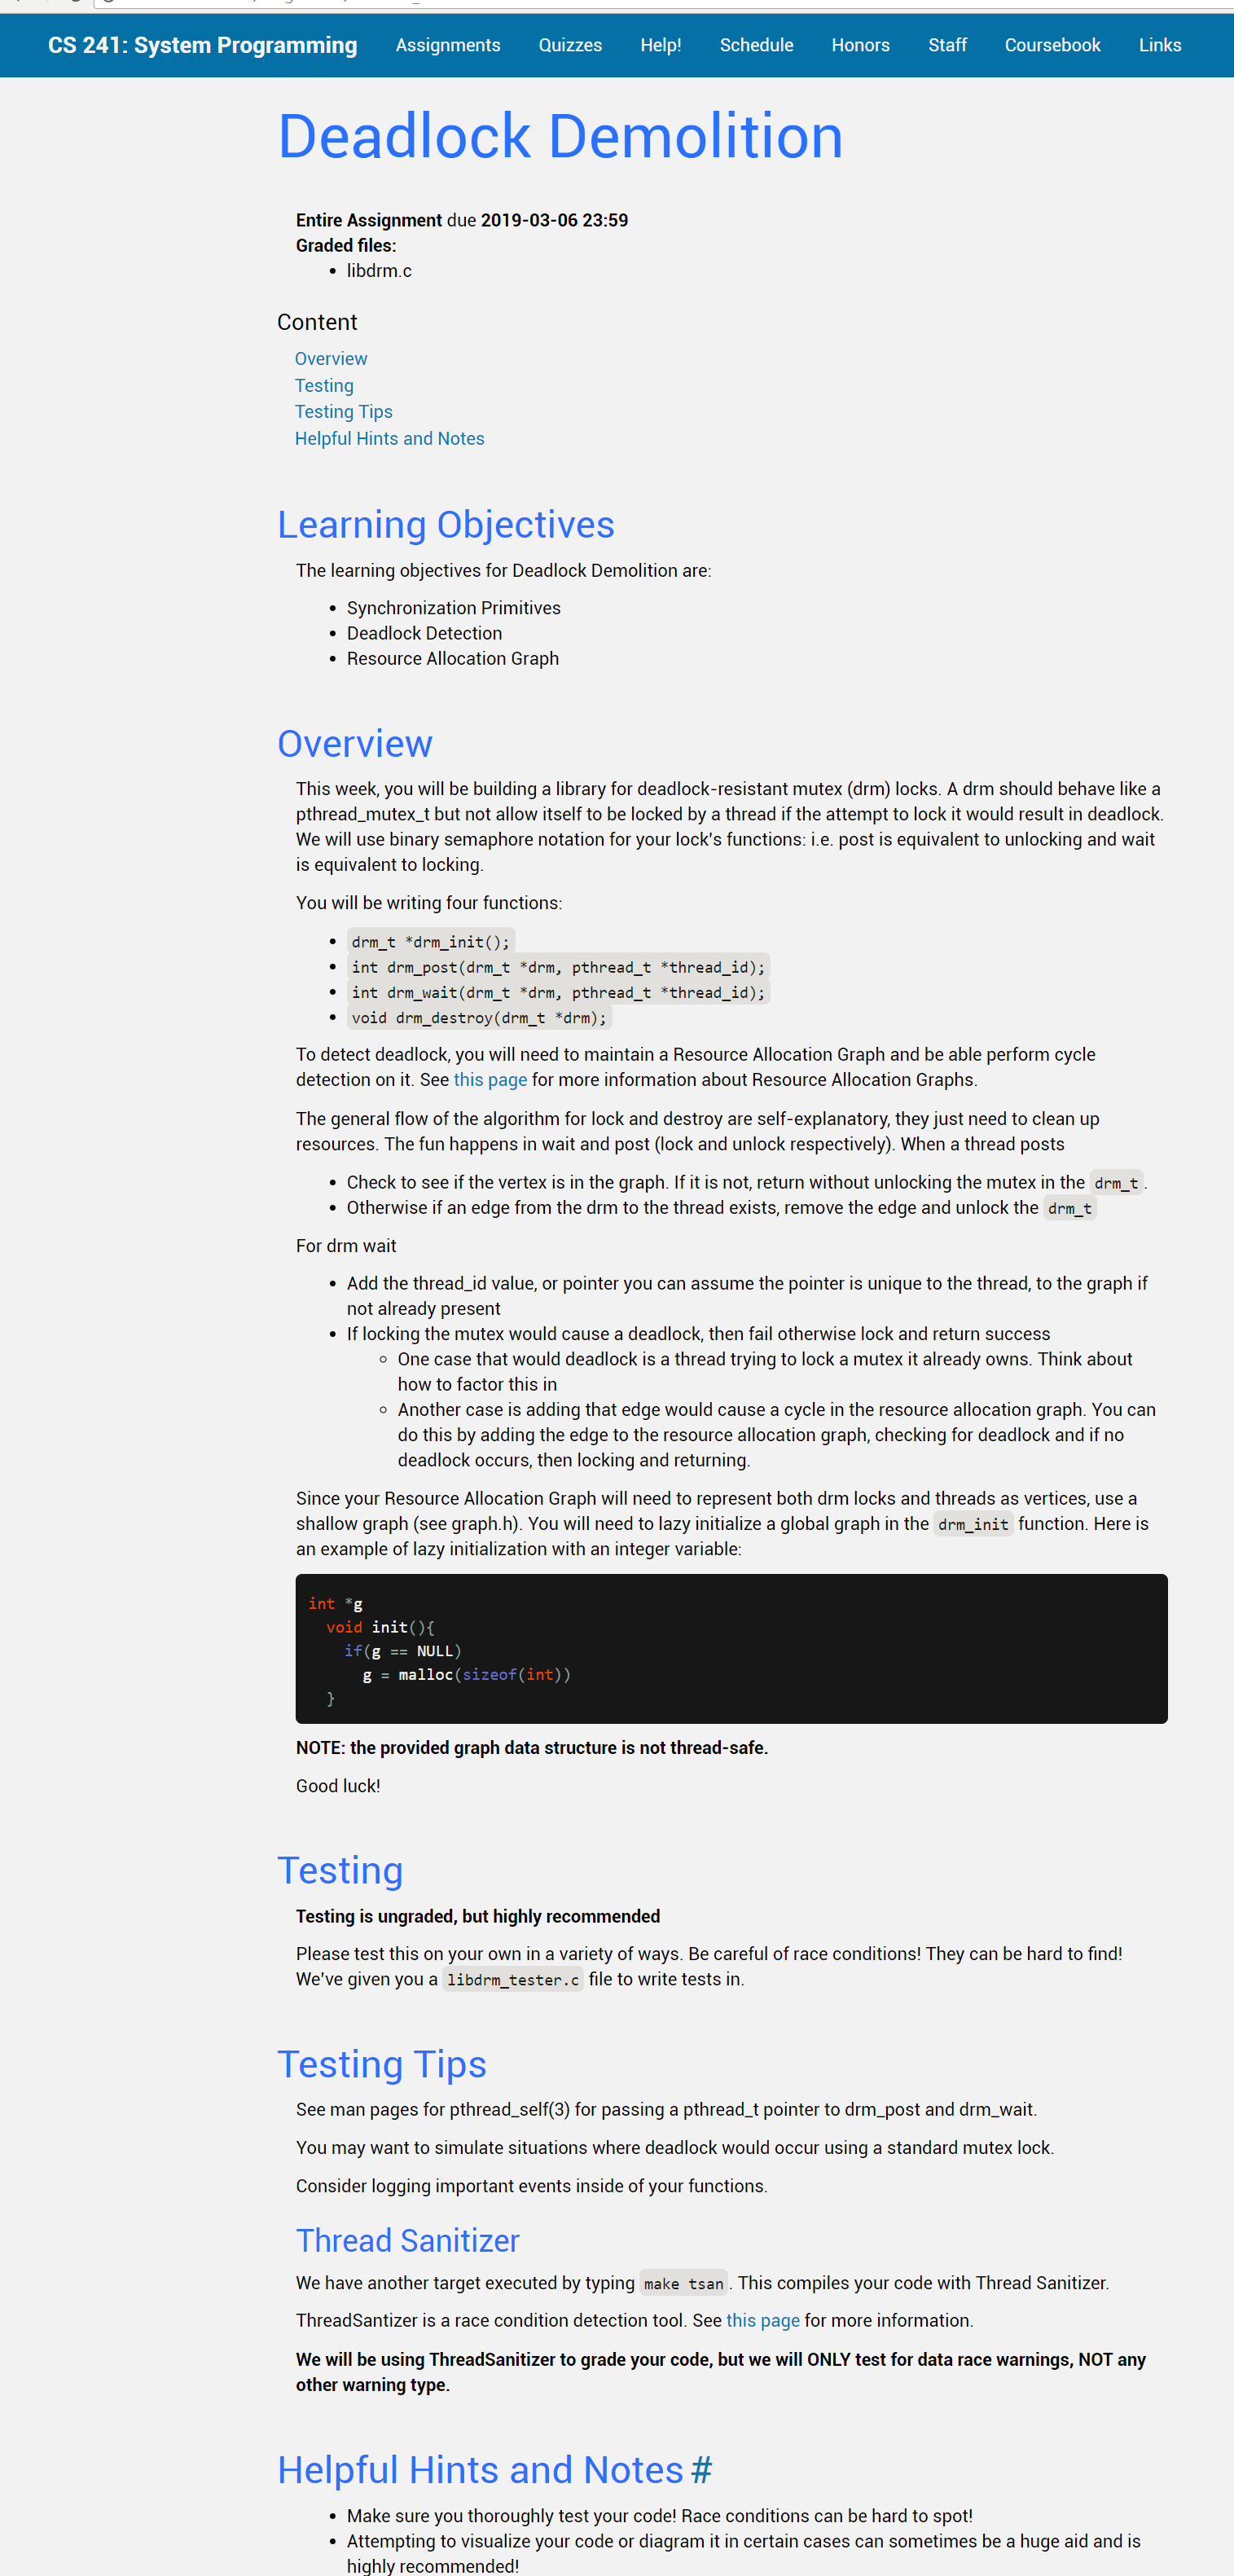 CS 241: System Programming Assignments Quizzes Help! Schedule Honors Staff Coursebook Links
Deadlock Demolition
Entire Assignment due 2019-03-06 23:59
Graded files:
• libdrm.c
Content
Overview
Testing
Testing Tips
Helpful Hints and Notes
Learning Objectives
The learning objectives for Deadlock Demolition are:
• Synchronization Primitives
• Deadlock Detection
• Resource Allocation Graph
Overview
This week, you will be building a library for deadlock-resistant mutex (drm) locks. A drm should behave like a
pthread_mutex_t but not allow itself to be locked by a thread if the attempt to lock it would result in deadlock.
We will use binary semaphore notation for your lock's functions: i.e. post is equivalent to unlocking and wait
is equivalent to locking.
You will be writing four functions:
• drm_t *drm_init();
• int drm_post(drm_t *drm, pthread_t *thread_id);
• int drm_wait(drm_t *drm, pthread_t *thread_id);
• void drm_destroy(drm_t *drm);
To detect deadlock, you will need to maintain a Resource Allocation Graph and be able perform cycle
detection on it. See this page for more information about Resource Allocation Graphs.
The general flow of the algorithm for lock and destroy are self-explanatory, they just need to clean up
resources. The fun happens in wait and post (lock and unlock respectively). When a thread posts
• Check to see if the vertex is in the graph. If it is not, return without unlocking the mutex in the drm_t .
• Otherwise if an edge from the drm to the thread exists, remove the edge and unlock the drm_t
For drm wait
• Add the thread_id value, or pointer you can assume the pointer is unique to the thread, to the graph if
not already present
• If locking the mutex would cause a deadlock, then fail otherwise lock and return success
◦ One case that would deadlock is a thread trying to lock a mutex it already owns. Think about
how to factor this in
◦ Another case is adding that edge would cause a cycle in the resource allocation graph. You can
do this by adding the edge to the resource allocation graph, checking for deadlock and if no
deadlock occurs, then locking and returning.
Since your Resource Allocation Graph will need to represent both drm locks and threads as vertices, use a
shallow graph (see graph.h). You will need to lazy initialize a global graph in the drm_init function. Here is
an example of lazy initialization with an integer variable:
int *g
void init(){
if(g == NULL)
g = malloc(sizeof(int))
}
NOTE: the provided graph data structure is not thread-safe.
Good luck!
Testing
Testing is ungraded, but highly recommended
Please test this on your own in a variety of ways. Be careful of race conditions! They can be hard to find!
We've given you a libdrm_tester.c file to write tests in.
Testing Tips
See man pages for pthread_self(3) for passing a pthread_t pointer to drm_post and drm_wait.
You may want to simulate situations where deadlock would occur using a standard mutex lock.
Consider logging important events inside of your functions.
Thread Sanitizer
We have another target executed by typing make tsan . This compiles your code with Thread Sanitizer.
ThreadSantizer is a race condition detection tool. See this page for more information.
We will be using ThreadSanitizer to grade your code, but we will ONLY test for data race warnings, NOT any
other warning type.
Helpful Hints and Notes #
• Make sure you thoroughly test your code! Race conditions can be hard to spot!
• Attempting to visualize your code or diagram it in certain cases can sometimes be a huge aid and is
highly recommended!